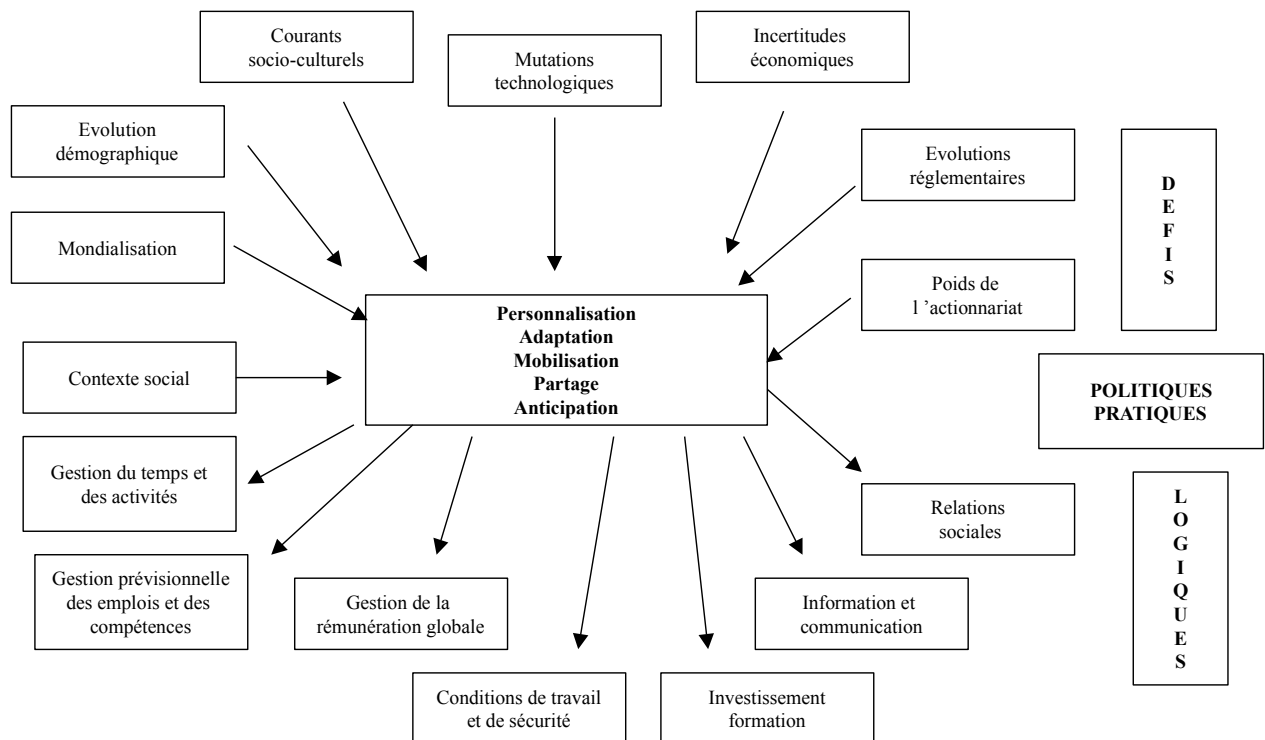 Courants
socio-culturels
Mutations
technologiques
Incertitudes
économiques
Evolution
démographique
Evolutions
réglementaires
Mondialisation
Poids de
l ’actionnariat
D
E
F
I
S
Personnalisation
Adaptation
Mobilisation
Partage
Anticipation
Contexte social
POLITIQUES
PRATIQUES
Gestion du temps et
des activités
Relations
sociales
Gestion prévisionnelle
des emplois et des
compétences
Gestion de la
rémunération globale
Information et
communication
Conditions de travail
et de sécurité
Investissement
formation
L
O
G
I
Q
U
E
S